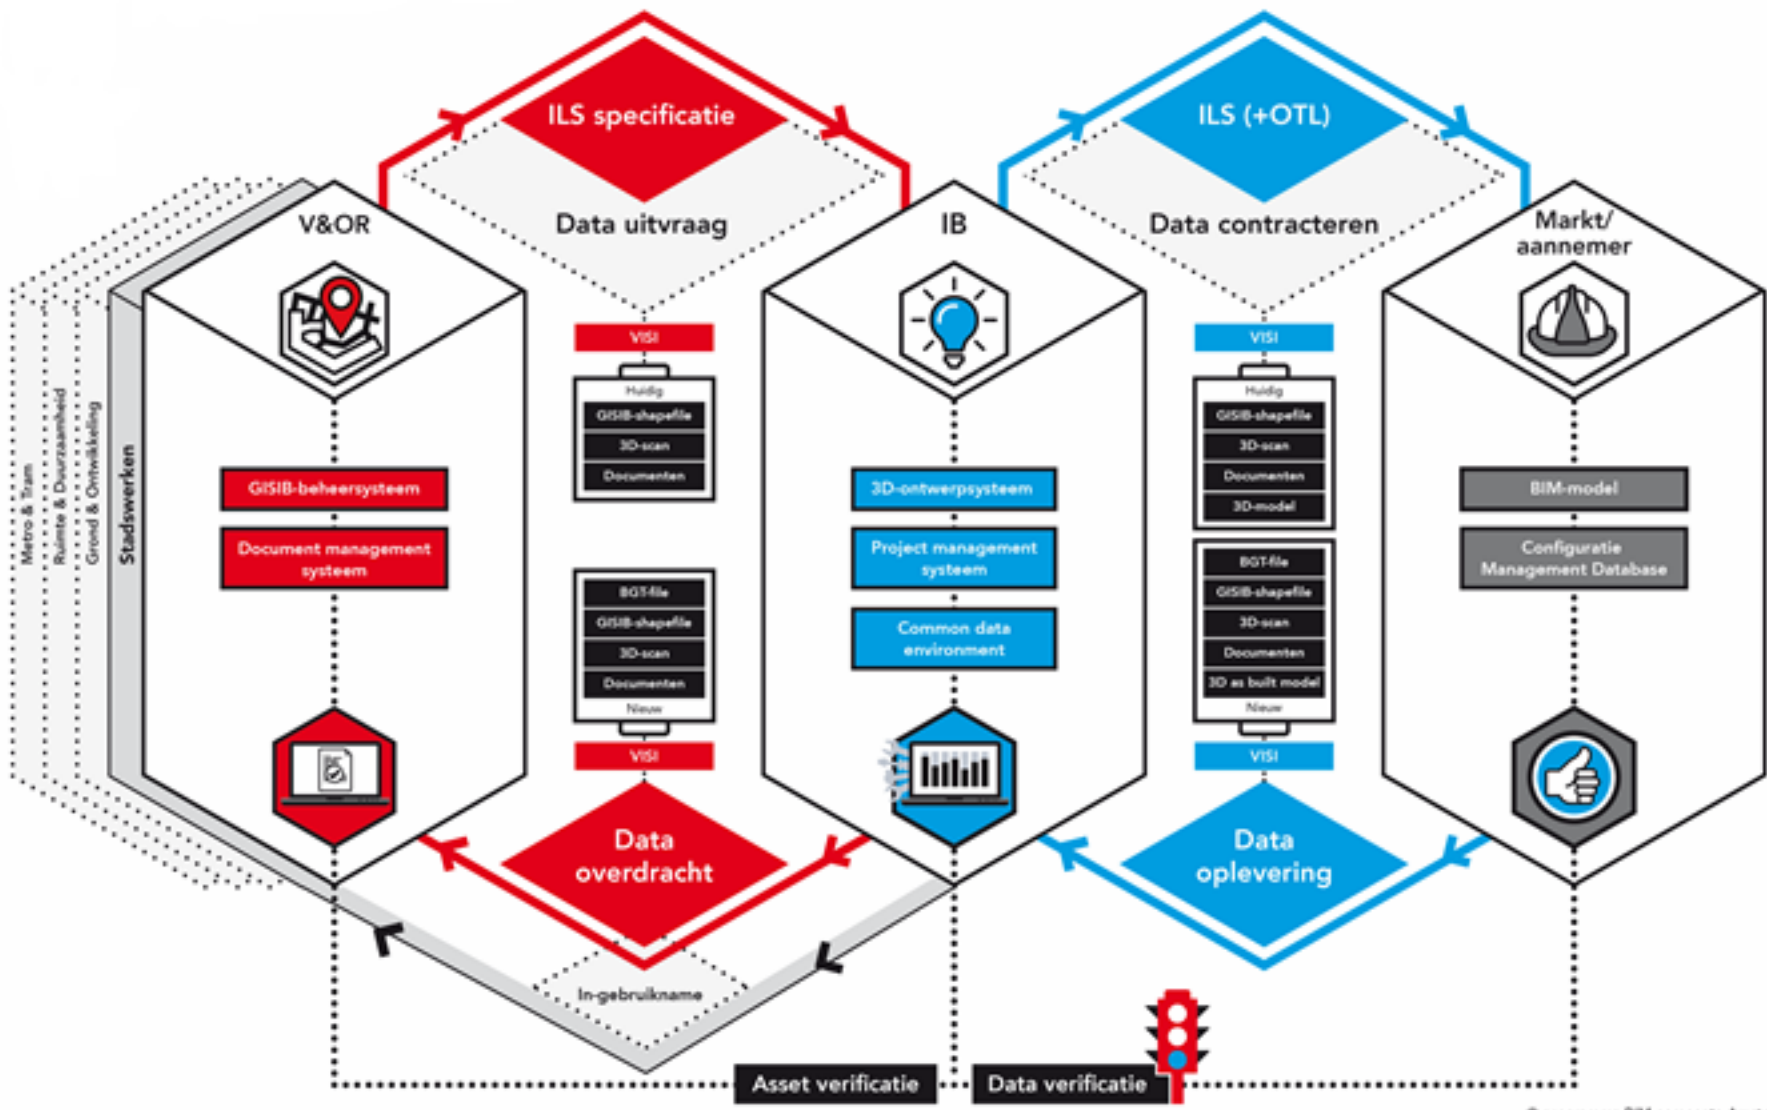 ILS specificatie
Data uitvraag
ILS (+OTL)
Data contracteren
V&OR
IB
Markt/
aannemer
Metro & Tram
Ruimte & Duurzaamheid
Grond & Ontwikkeling
Stadswerken
GISIB-beheersysteem
Document management
systeem
VISI
Huidig
GISIB-shapefile
3D-scan
Documenten
BGT-file
GISIB-shapefile
3D-scan
Documenten
Nieuw
VISI
3D-ontwerpsysteem
Project management
systeem
Common data
environment
VISI
Huidig
GISIB-shapefile
3D-scan
Documenten
3D-model
BGT-file
GISIB-shapefile
3D-scan
Documenten
3D as built model
Nieuw
VISI
BIM-model
Configuratie
Management Database
Data
overdracht
Data
oplevering
In-gebruikname
Asset verificatie
Data verificatie